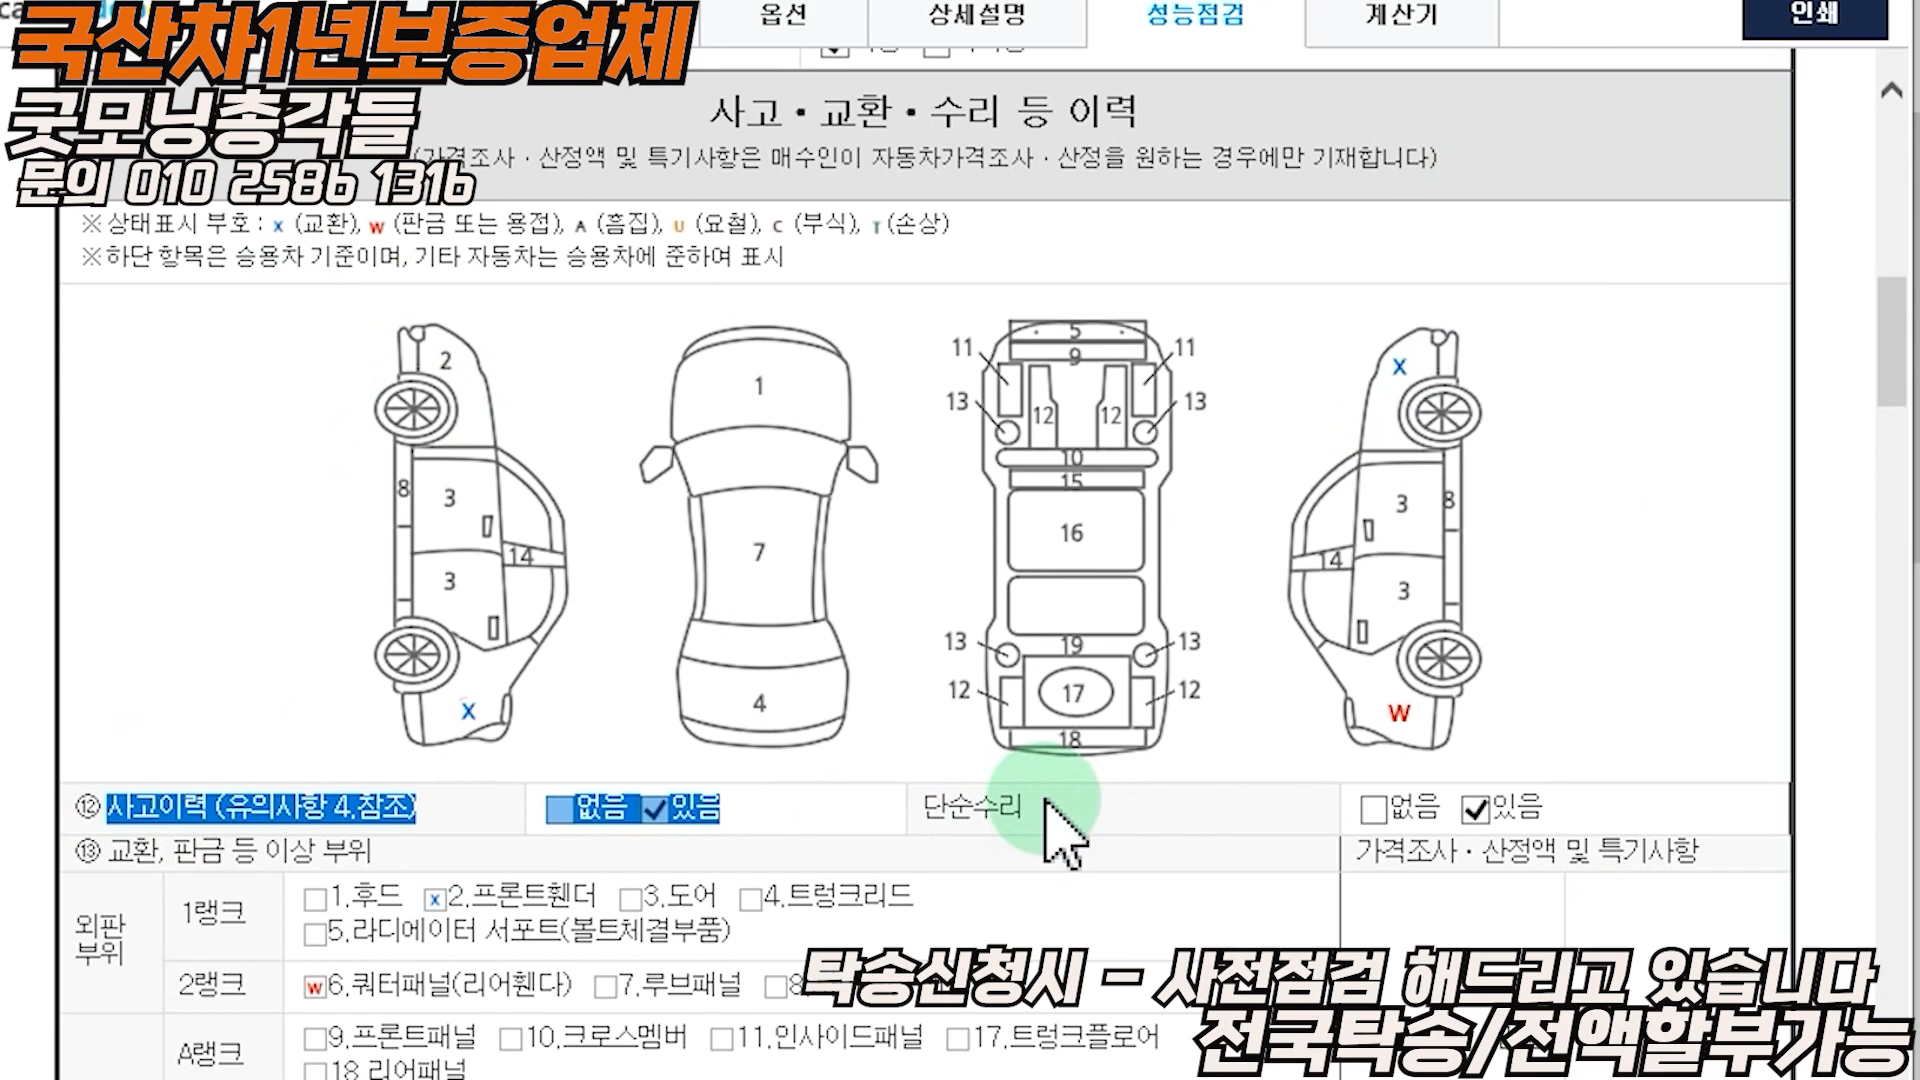 국산차1년보증업체
굿모닝총각들
문의 010 2586 1316
옵션
상세설명
성능점검
계산기
인쇄
사고 · 교환 · 수리 등 이력
(가격조사 · 산정액 및 특기사항은 매수인이 자동차가격조사 · 산정을 원하는 경우에만 기재합니다)
※ 상태표시 부호 : X (교환), W (판금 또는 용접), A (흠집), U (요철), C (부식), T (손상)
※ 하단 항목은 승용차 기준이며, 기타 자동차는 승용차에 준하여 표시
2
8
3
14
3
X
1
7
4
5
9
11
11
13
13
12
12
10
15
16
13
13
19
12
12
17
18
X
3
8
14
3
W
⑫ 사고이력 (유의사항 4.참조)
없음 있음
단순수리
없음 있음
⑬ 교환, 판금 등 이상 부위
가격조사 · 산정액 및 특기사항
외판
부위
1랭크
1.후드 X 2.프론트휀더 3.도어 4.트렁크리드
5.라디에이터 서포트(볼트체결부품)
2랭크
W 6.쿼터패널(리어휀다) 7.루브패널 8
A랭크
9.프론트패널 10.크로스멤버 11.인사이드패널 17.트렁크플로어
18 리어패널
탁송신청시 - 사전점검 해드리고 있습니다
전국탁송/전액할부가능